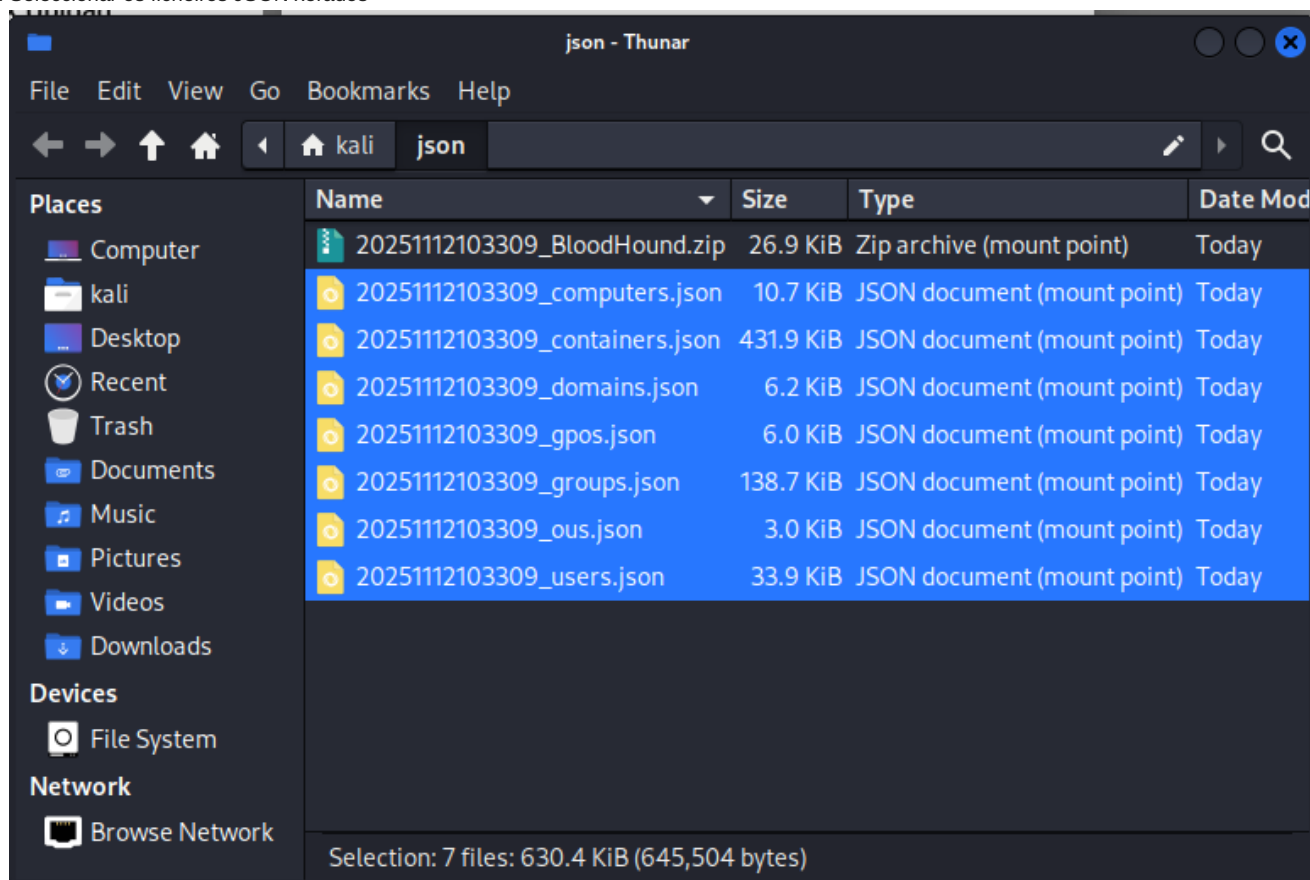 json - Thunar
File Edit View Go Bookmarks Help
kali json
Places
Computer
kali
Desktop
Recent
Trash
Documents
Music
Pictures
Videos
Downloads
Devices
File System
Network
Browse Network
Name Size Type Date Mod
20251112103309_BloodHound.zip 26.9 KiB Zip archive (mount point) Today
20251112103309_computers.json 10.7 KiB JSON document (mount point) Today
20251112103309_containers.json 431.9 KiB JSON document (mount point) Today
20251112103309_domains.json 6.2 KiB JSON document (mount point) Today
20251112103309_gpos.json 6.0 KiB JSON document (mount point) Today
20251112103309_groups.json 138.7 KiB JSON document (mount point) Today
20251112103309_ous.json 3.0 KiB JSON document (mount point) Today
20251112103309_users.json 33.9 KiB JSON document (mount point) Today
Selection: 7 files: 630.4 KiB (645,504 bytes)